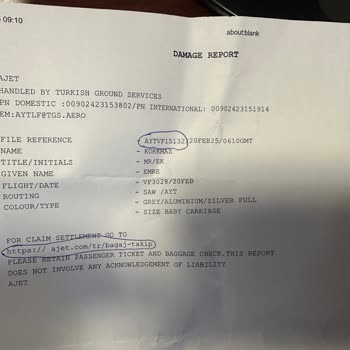 09:10
about:blank
DAMAGE REPORT
AJET
HANDLED BY TURKISH GROUND SERVICES
PN DOMESTIC :00902423153802/PN INTERNATIONAL: 00902423151914
EM:AYTLF@TGS.AERO
FILE REFERENCE - AYTVF15132/20FEB25/0610GMT
NAME - KORKMAS
TITLE/INITIALS - MR/EK
GIVEN NAME - EMRE
FLIGHT/DATE - VF3028/20FEB
ROUTING - SAW /AYT
COLOUR/TYPE - GREY/ALUMINIUM/SILVER FULL
- SIZE BABY CARRIAGE
FOR CLAIM SETTLEMENT GO TO
https:// ajet.com/tr/bagaj-takip
PLEASE RETAIN PASSENGER TICKET AND BAGGAGE CHECK,THIS REPORT
DOES NOT INVOLVE ANY ACKNOWLEDGEMENT OF LIABILITY
AJET